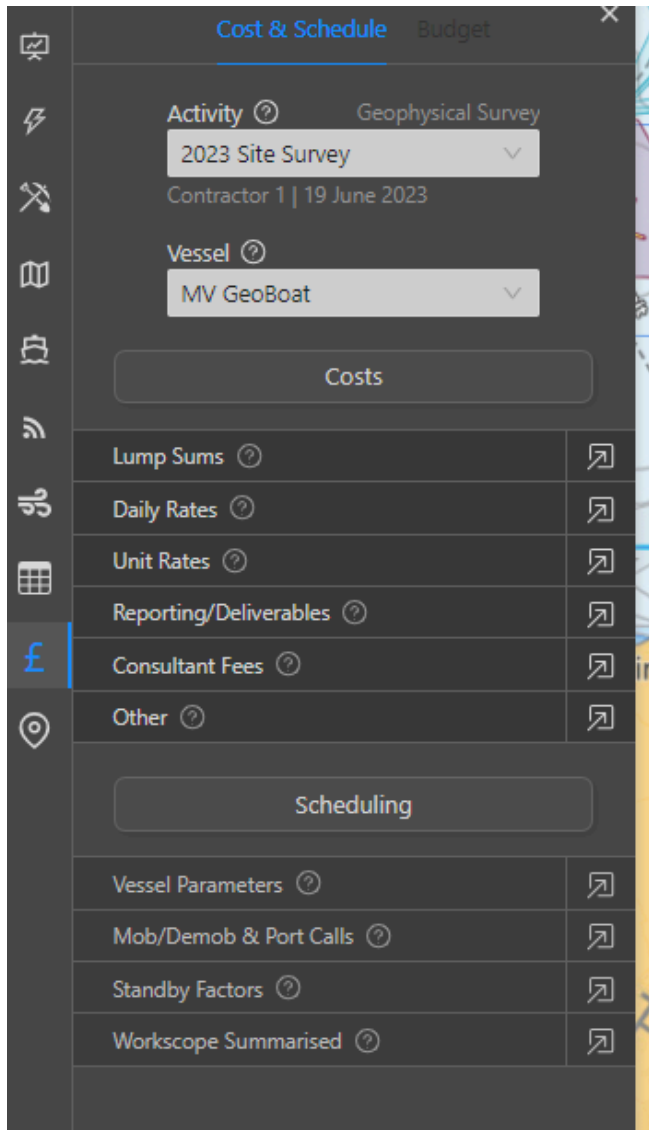 Cost & Schedule Budget
Activity Geophysical Survey
2023 Site Survey
Contractor 1 | 19 June 2023
Vessel
MV GeoBoat
Costs
Lump Sums
Daily Rates
Unit Rates
Reporting/Deliverables
£
Consultant Fees
Other
Scheduling
Vessel Parameters
Mob/Demob & Port Calls
Standby Factors
Workscope Summarised